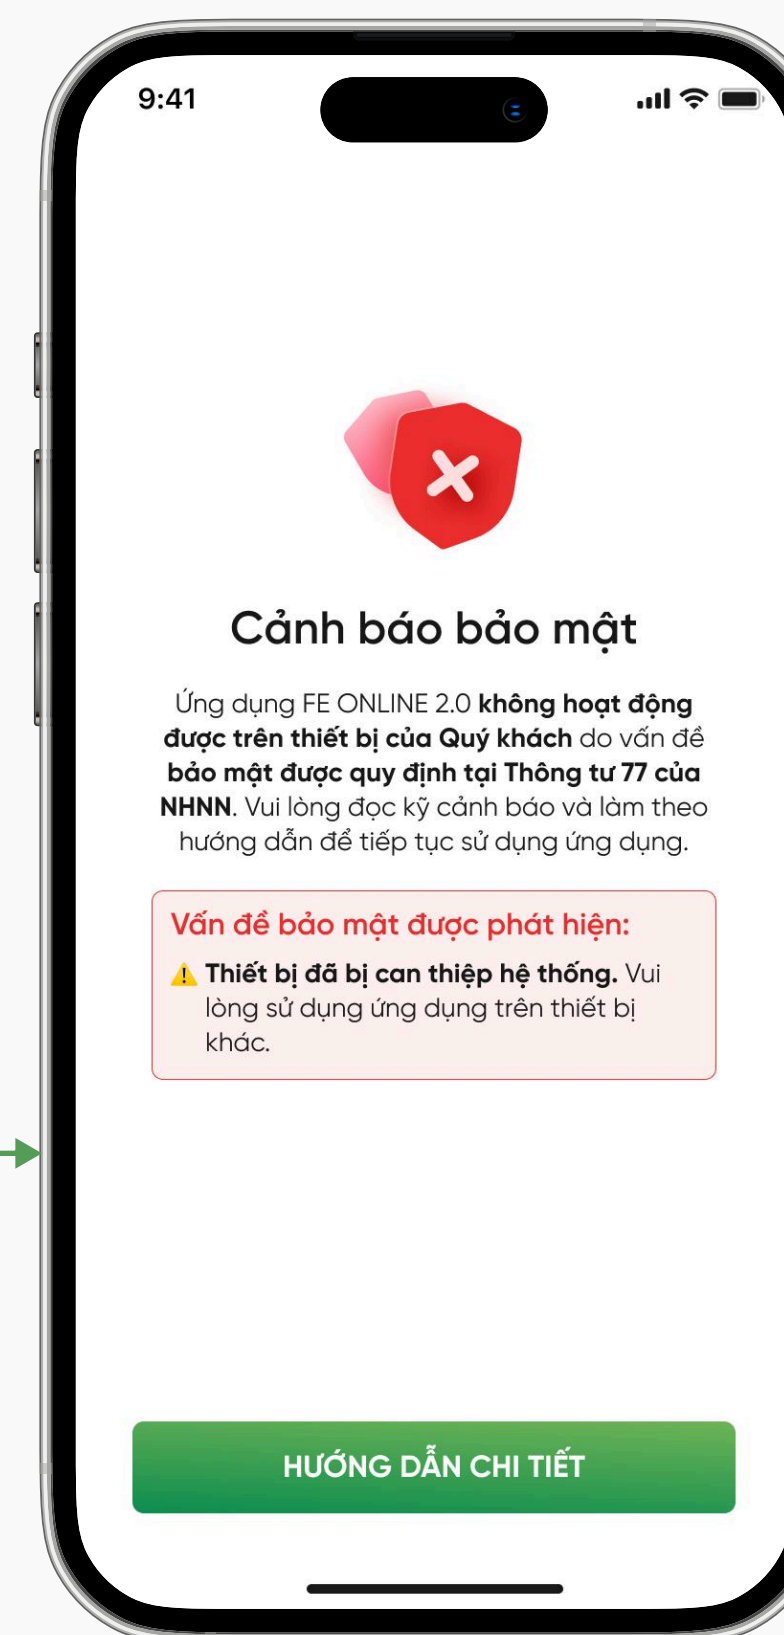 9:41
Cảnh báo bảo mật
Ứng dụng FE ONLINE 2.0 không hoạt động
được trên thiết bị của Quý khách do vấn đề
bảo mật được quy định tại Thông tư 77 của
NHNN. Vui lòng đọc kỹ cảnh báo và làm theo
hướng dẫn để tiếp tục sử dụng ứng dụng.
Vấn đề bảo mật được phát hiện:
Thiết bị đã bị can thiệp hệ thống. Vui
lòng sử dụng ứng dụng trên thiết bị
khác.
HƯỚNG DẪN CHI TIẾT